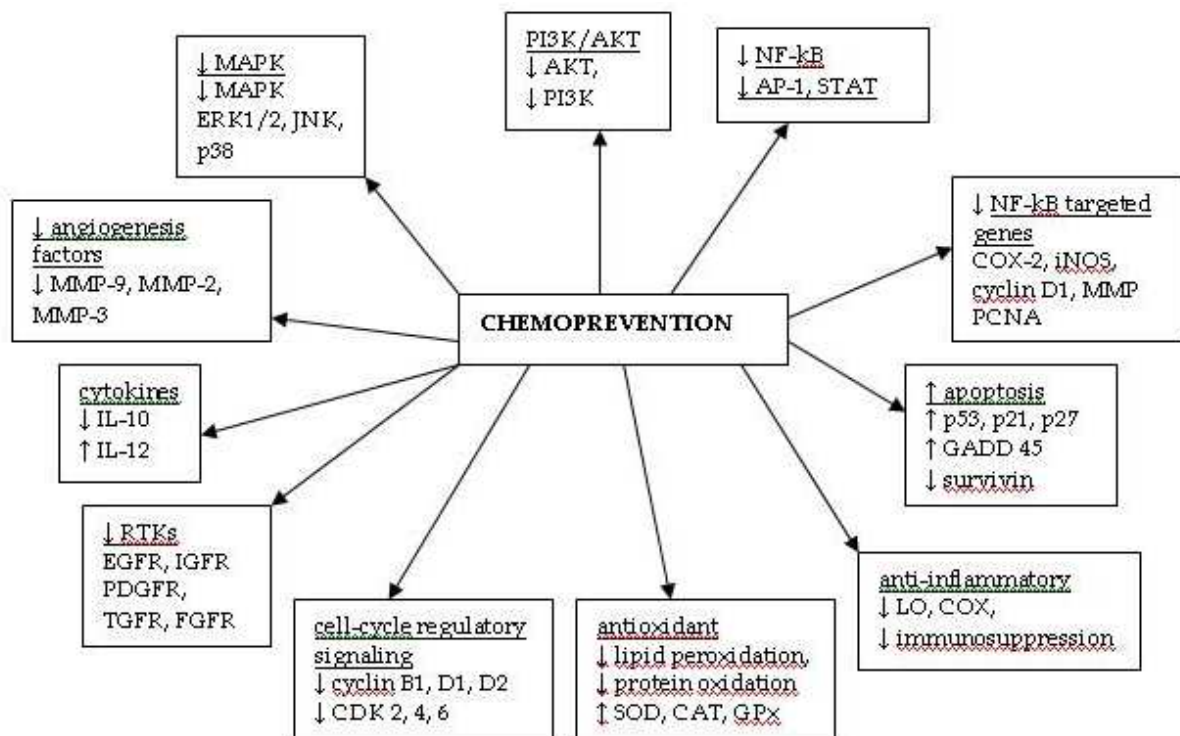 ↓ MAPK
↓ MAPK
ERK1/2, JNK,
p38
PI3K/AKT
↓ AKT,
↓ PI3K
↓ NF-kB
↓ AP-1, STAT
↓ angiogenesis
factors
↓ MMP-9, MMP-2,
MMP-3
↓ NF-kB targeted
genes
COX-2, iNOS,
cyclin D1, MMP
PCNA
CHEMOPREVENTION
cytokines
↓ IL-10
↑ IL-12
↑ apoptosis
↑ p53, p21, p27
↑ GADD 45
↓ survivin
↓ RTKs
EGFR, IGFR
PDGFR,
TGFR, FGFR
cell-cycle regulatory
signaling
↓ cyclin B1, D1, D2
↓ CDK 2, 4, 6
antioxidant
↓ lipid peroxidation,
↓ protein oxidation
↑ SOD, CAT, GPx
anti-inflammatory
↓ LO, COX,
↓ immunosuppression